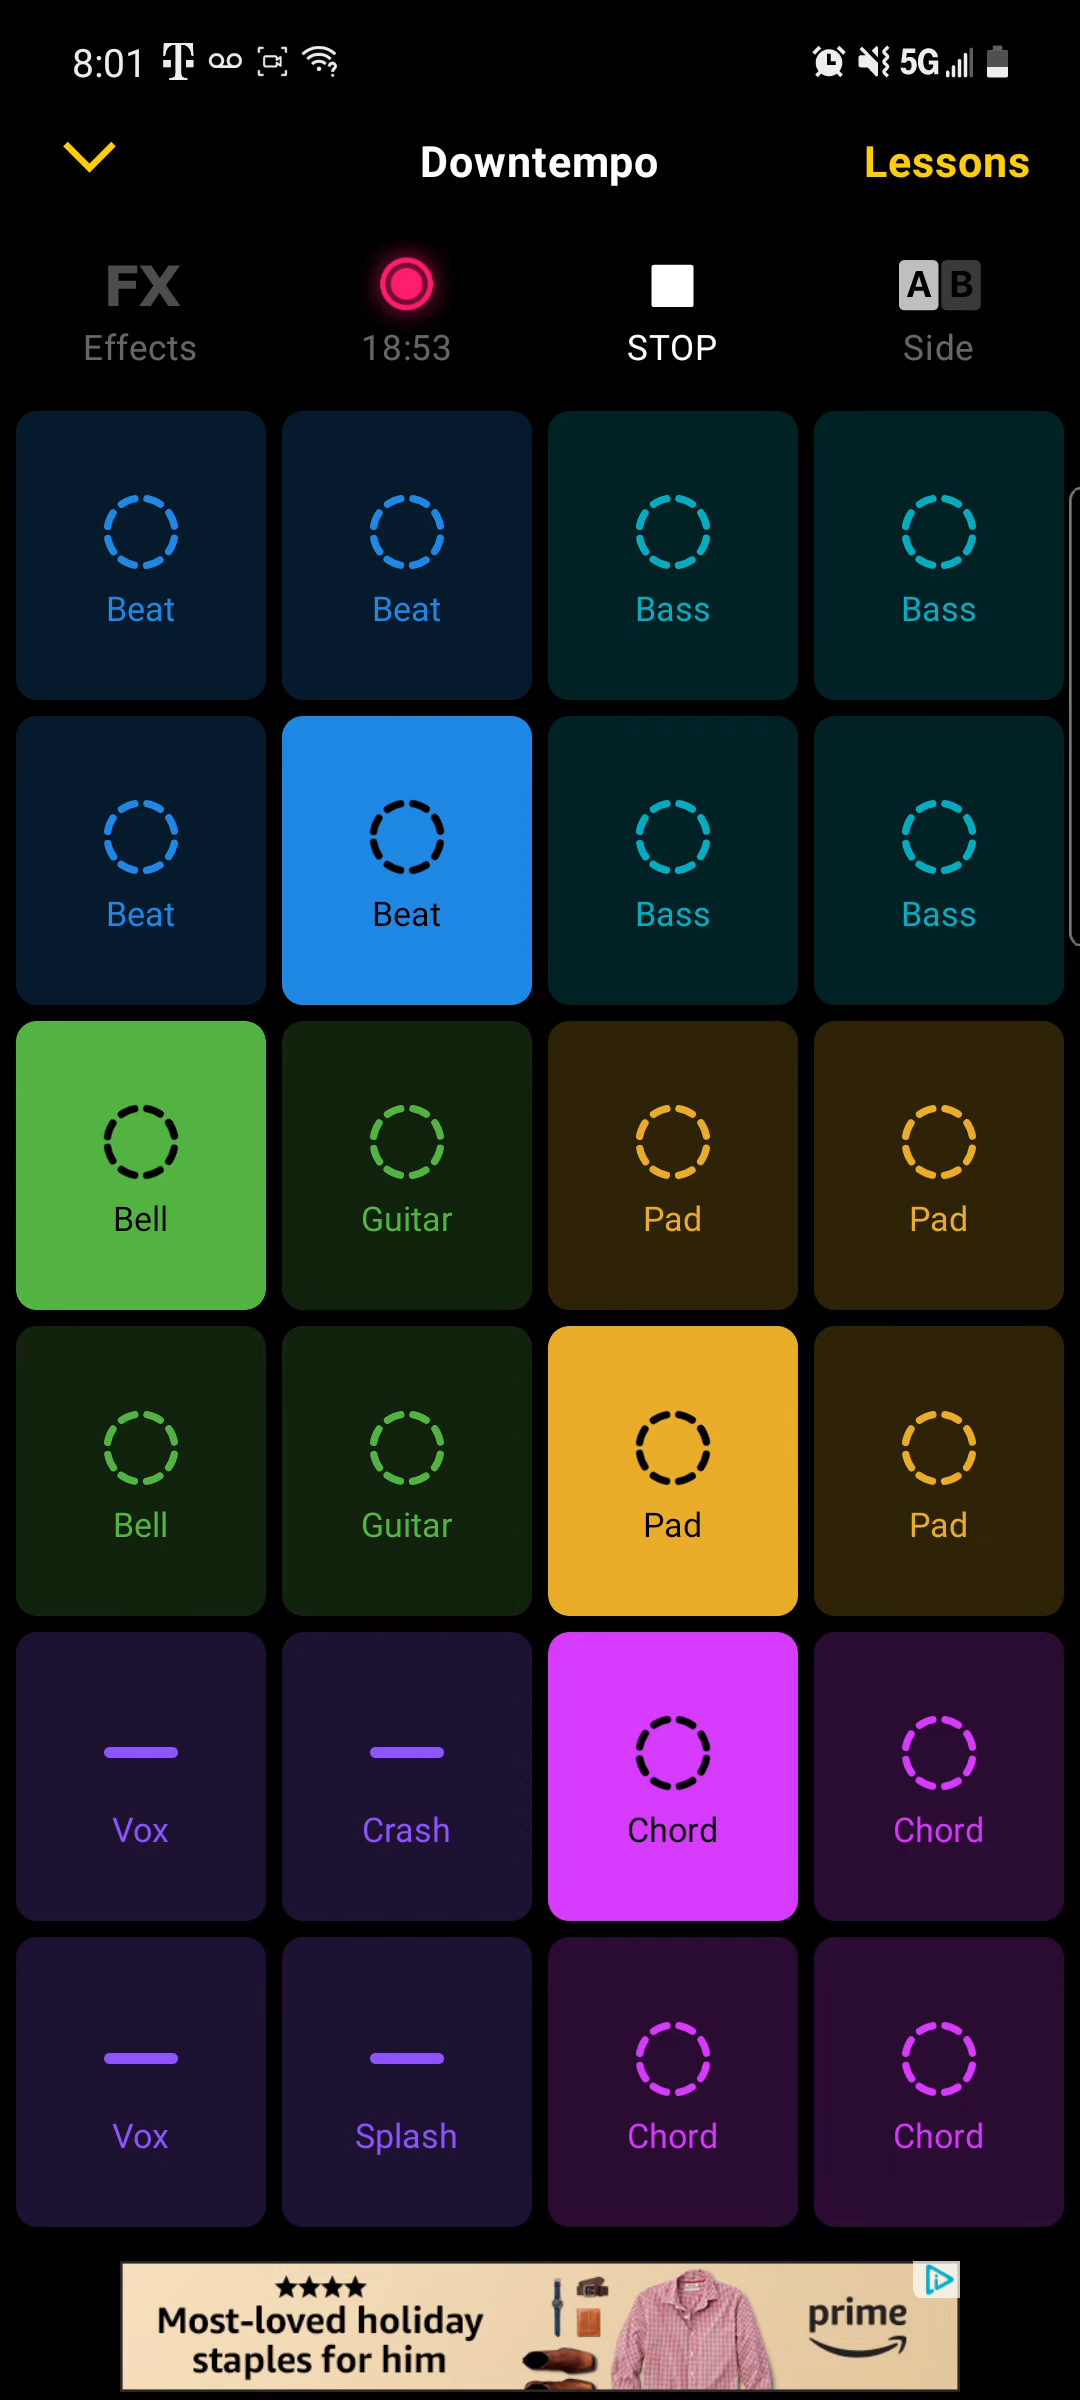 8:01
5G
Downtempo
Lessons
FX
A B
Effects
18:53
STOP
Side
Beat
Beat
Bass
Bass
Beat
Beat
Bass
Bass
Bell
Guitar
Pad
Pad
Bell
Guitar
Pad
Pad
Vox
Crash
Chord
Chord
Vox
Splash
Chord
Chord
Most-loved holiday
staples for him
prime